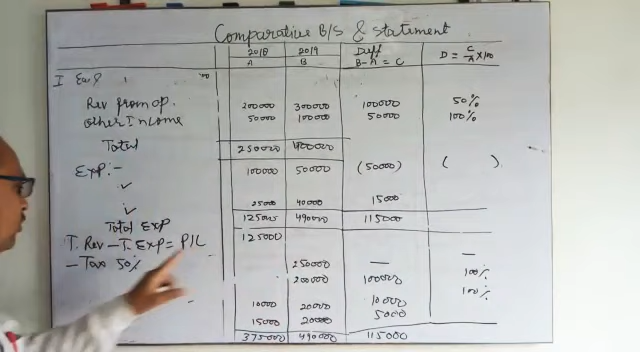 Comparative B/S & Statement
2018 2019 Diff
A B B-A = C D = C/A x100
I
Rev from op. 200000 300000 100000 50%
Other Income 50000 100000 50000 100%
Total 250000 400000
Exp:- 100000 50000 (50000) ( )
25000 40000 15000
Total Exp 125000 490000 115000
T. Rev - T. Exp = P/L 125000
- Tax 50% 250000 — —
200000 100000 100%
10000 20000 10000 100%
15000 20000 5000
375000 490000 115000